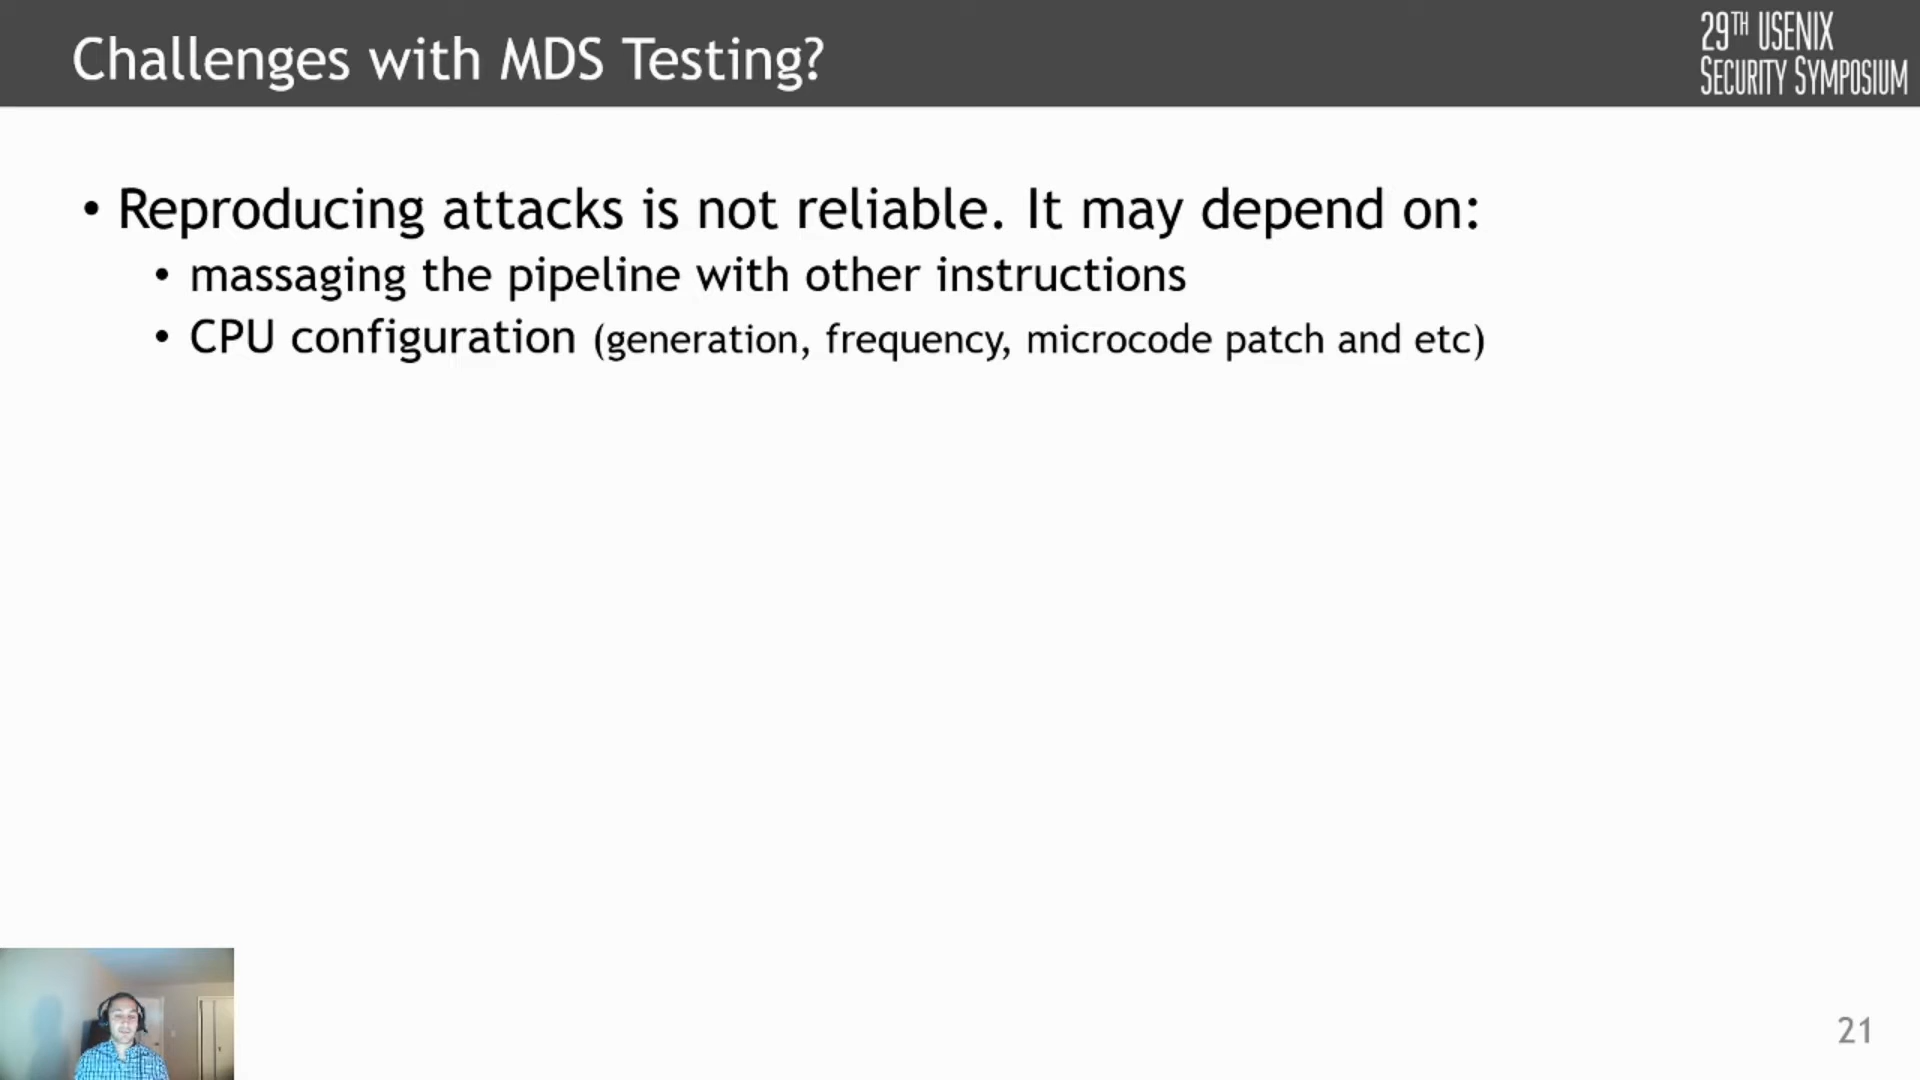 Challenges with MDS Testing?
29TH USENIX
SECURITY SYMPOSIUM
• Reproducing attacks is not reliable. It may depend on:
• massaging the pipeline with other instructions
• CPU configuration (generation, frequency, microcode patch and etc)
21